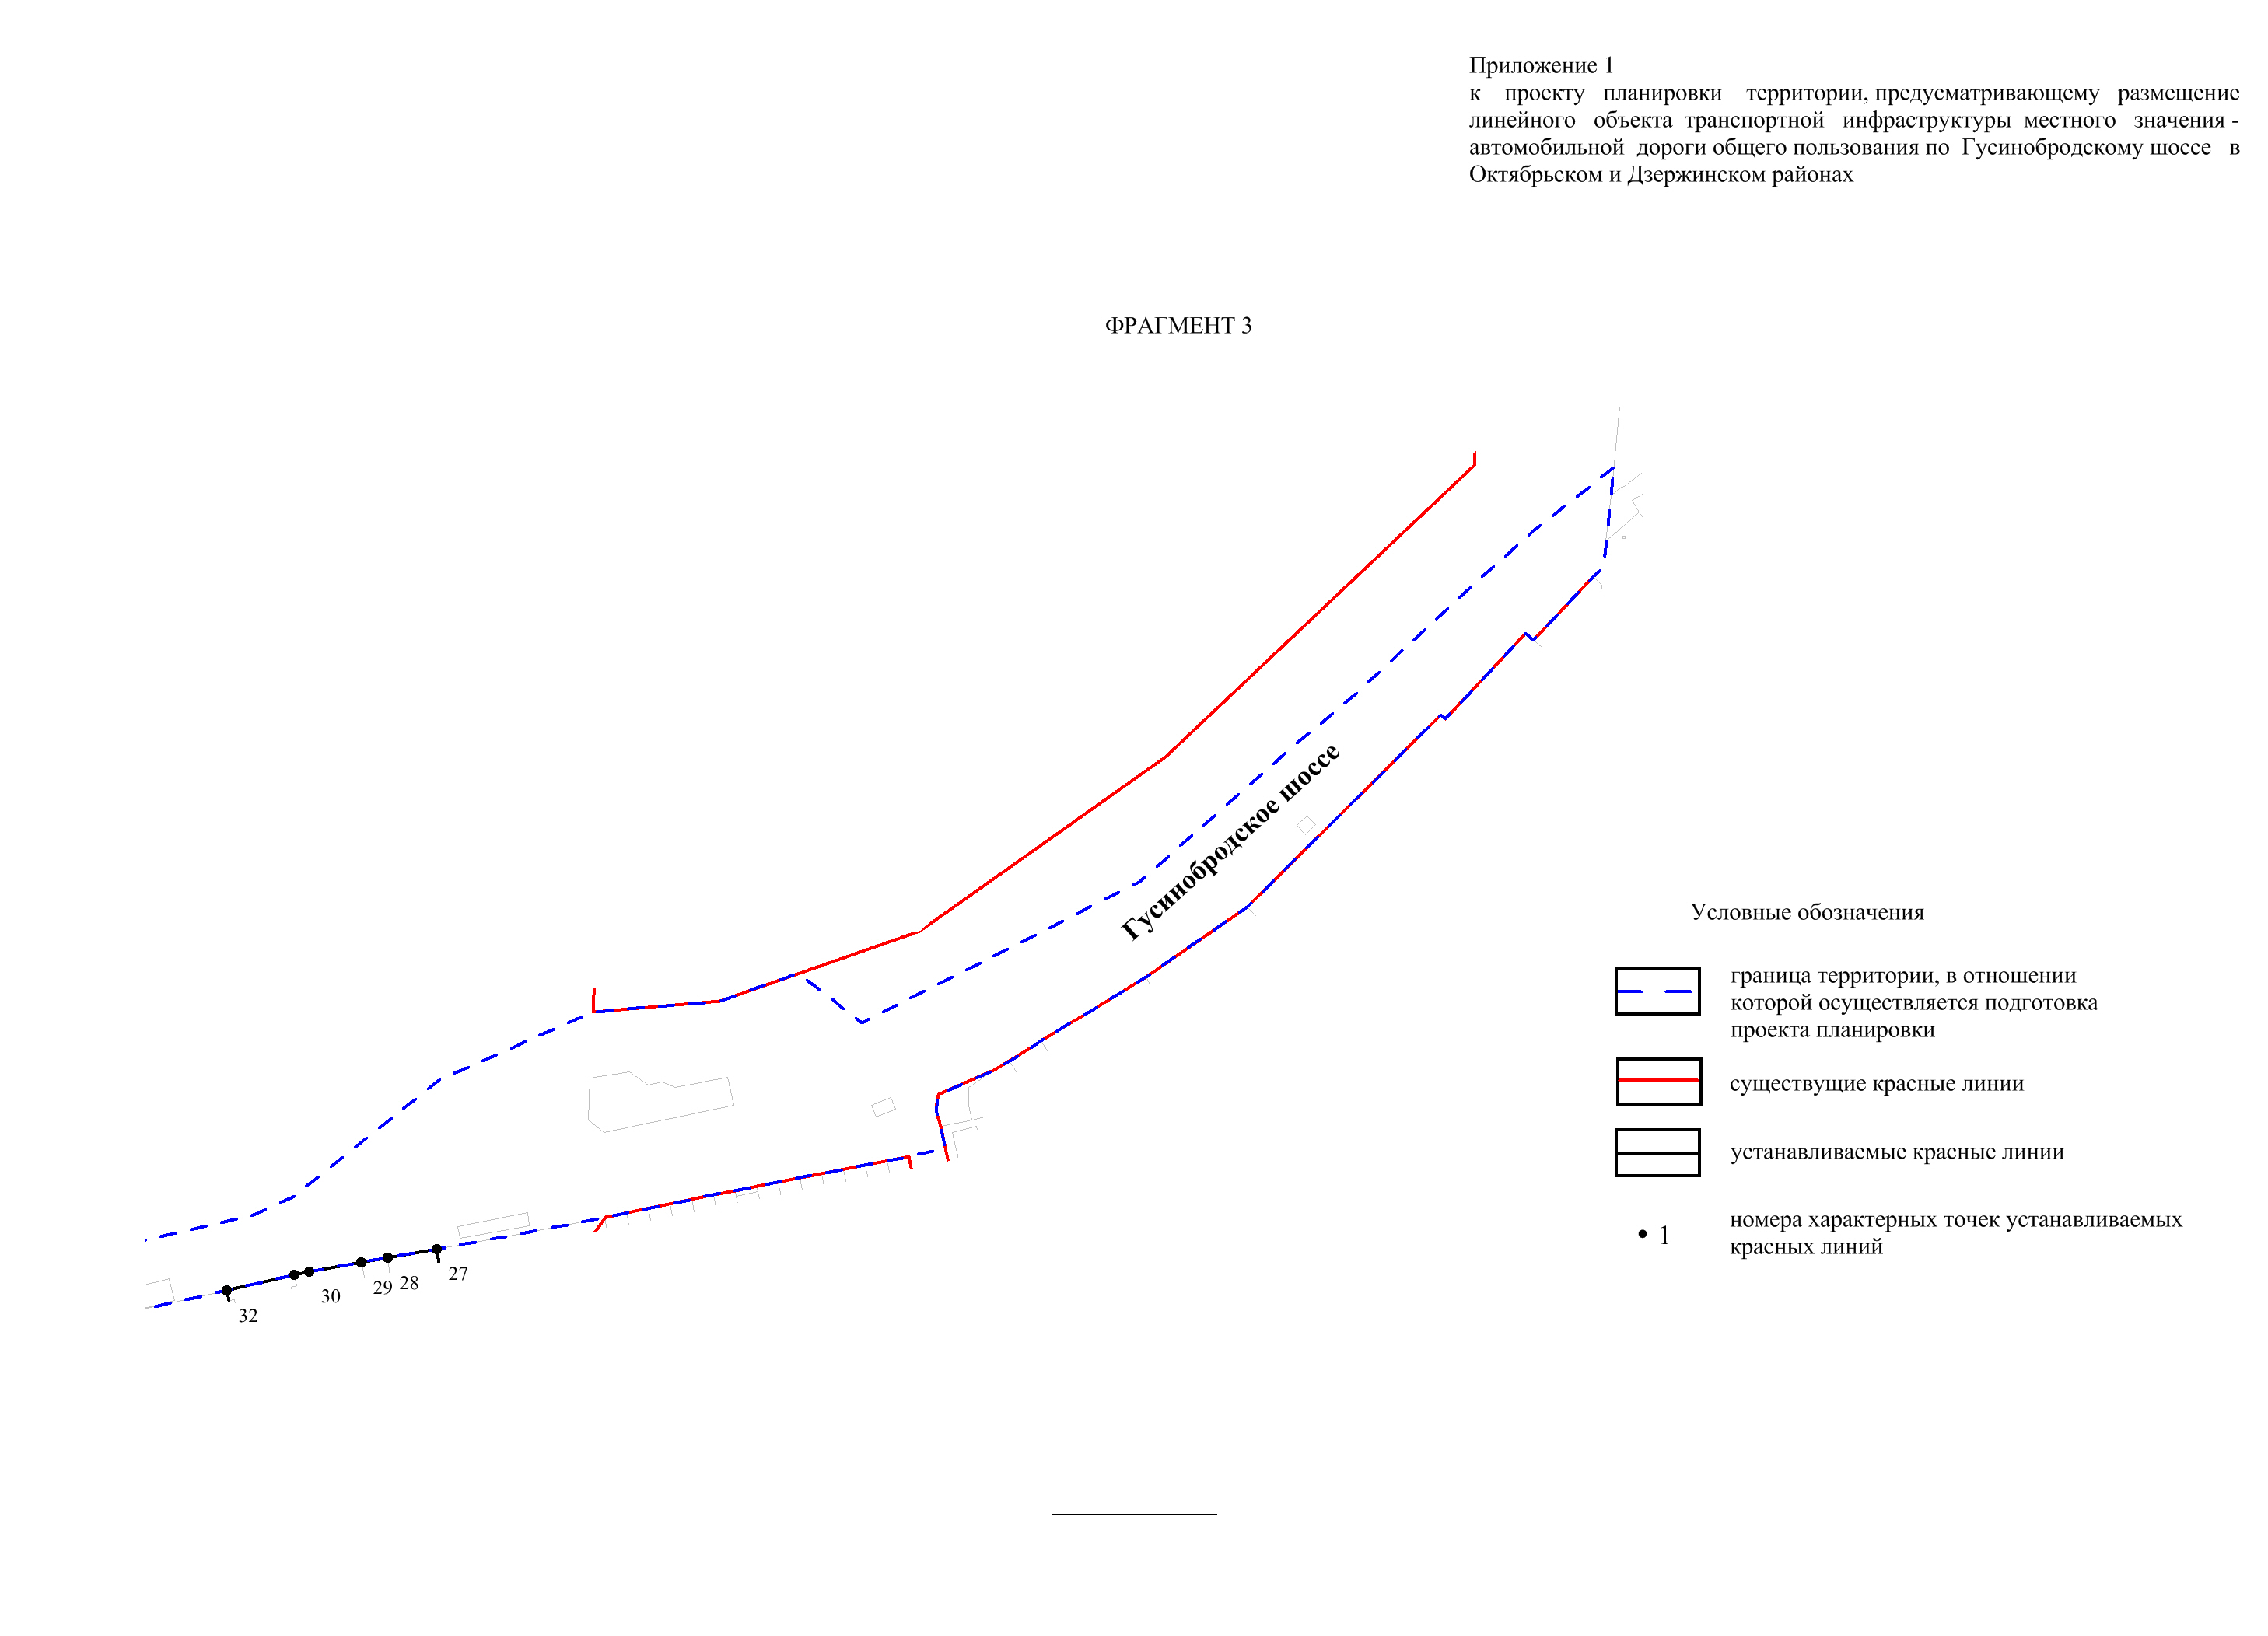 Приложение 1
к проекту планировки территории, предусматривающему размещение
линейного объекта транспортной инфраструктуры местного значения -
автомобильной дороги общего пользования по Гусинобродскому шоссе в
Октябрьском и Дзержинском районах
ФРАГМЕНТ 3
Гусинобродское шоссе
Условные обозначения
граница территории, в отношении
которой осуществляется подготовка
проекта планировки
существущие красные линии
устанавливаемые красные линии
1
номера характерных точек устанавливаемых
красных линий
27
28
29
30
32